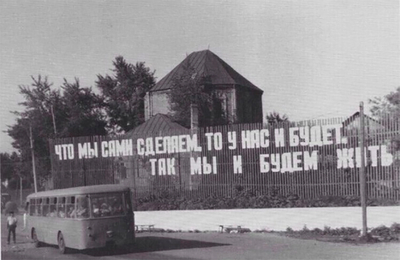 ЧТО МЫ САМИ СДЕЛАЕМ, ТО У НАС И БУДЕТ,
ТАК МЫ И БУДЕМ ЖИТЬ